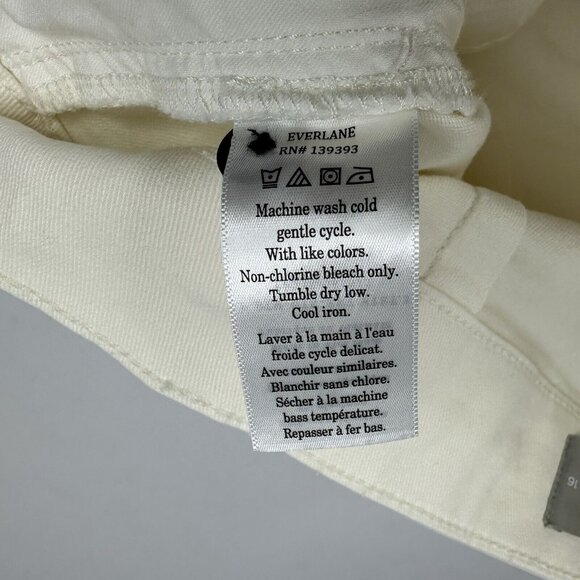 EVERLANE
RN# 139393
Machine wash cold
gentle cycle.
With like colors.
Non-chlorine bleach only.
Tumble dry low.
Cool iron.
Laver à la main à l'eau
froide cycle delicat.
Avec couleur similaires.
Blanchir sans chlore.
Sécher à la machine
bass température.
Repasser à fer bas.
16